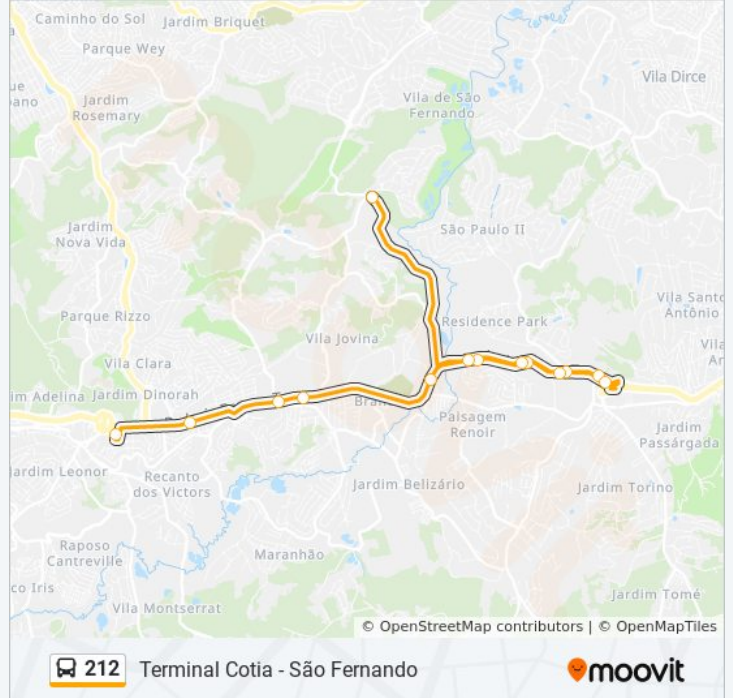 Caminho do Sol
Jardim Briquet
Parque Wey
Vila Dirce
Jardim
Rosemary
Vila de São
Fernando
Jardim
Nova Vida
São Paulo II
Vila Santo
Antônio
Parque Rizzo
Residence Park
Vila Jovina
Vila Clara
Jardim Dinorah
Paisagem
Renoir
Jardim
Passárgada
Jardim Leonor
Recanto
dos Victors
Jardim Belizário
Jardim Torino
Raposo
Cantreville
Maranhão
Vila Montserrat
Jardim Tomé
© OpenStreetMap contributors | © OpenMapTiles
212 Terminal Cotia - São Fernando
moovit